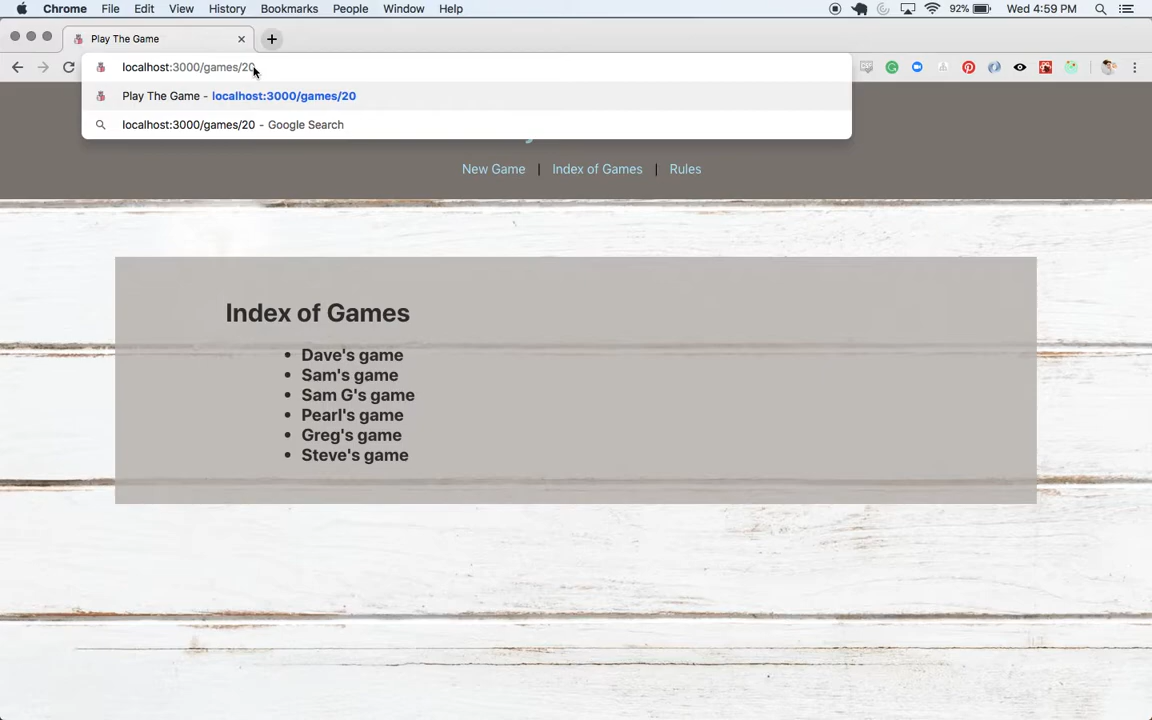 Chrome File Edit View History Bookmarks People Window Help 92% Wed 4:59 PM
Play The Game
localhost:3000/games/20
Play The Game - localhost:3000/games/20
localhost:3000/games/20 - Google Search
New Game | Index of Games | Rules
Index of Games
• Dave's game
• Sam's game
• Sam G's game
• Pearl's game
• Greg's game
• Steve's game